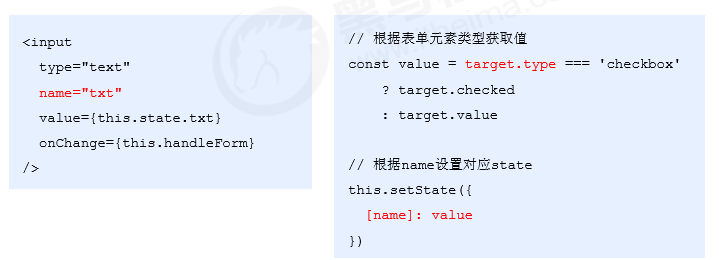 <input
type="text"
name="txt"
value={this.state.txt}
onChange={this.handleForm}
/>
// 根据表单元素类型获取值
const value = target.type === 'checkbox'
? target.checked
: target.value
// 根据name设置对应state
this.setState({
[name]: value
})